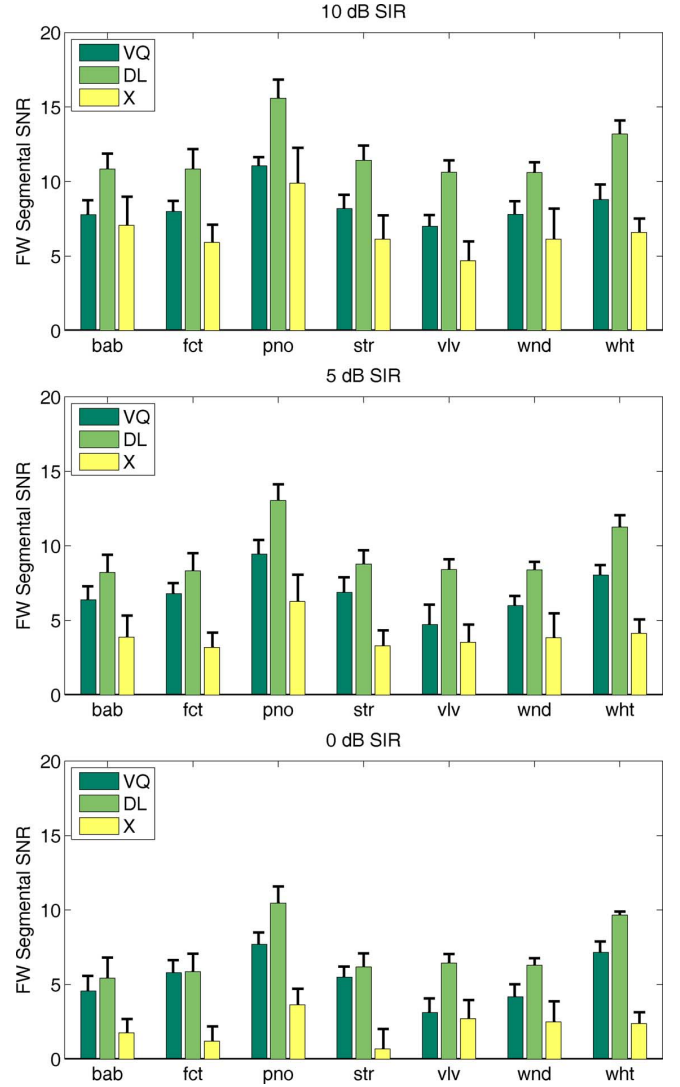 10 dB SIR
20
15
10
5
0
FW Segmental SNR
VQ
DL
X
bab fct pno str vlv wnd wht
5 dB SIR
20
15
10
5
0
FW Segmental SNR
VQ
DL
X
bab fct pno str vlv wnd wht
0 dB SIR
20
15
10
5
0
FW Segmental SNR
VQ
DL
X
bab fct pno str vlv wnd wht